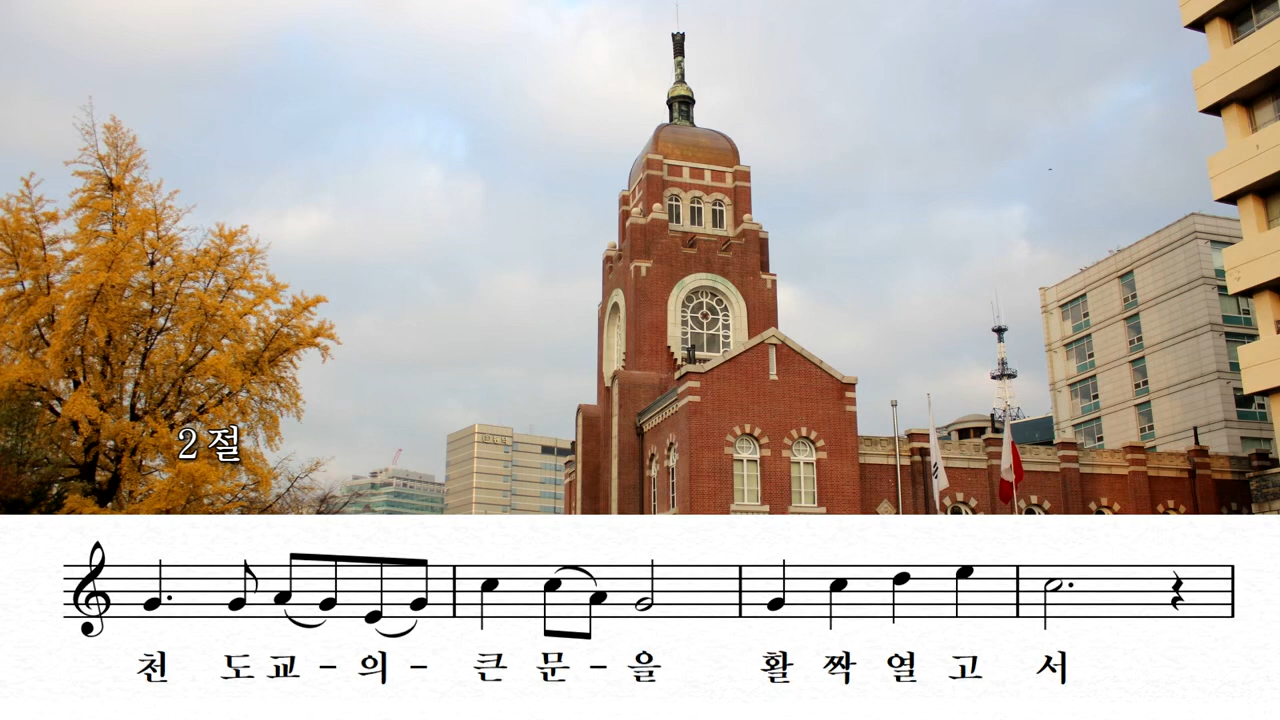 2절
천 도 교 - 의 - 큰 문 - 을 활 짝 열 고 서